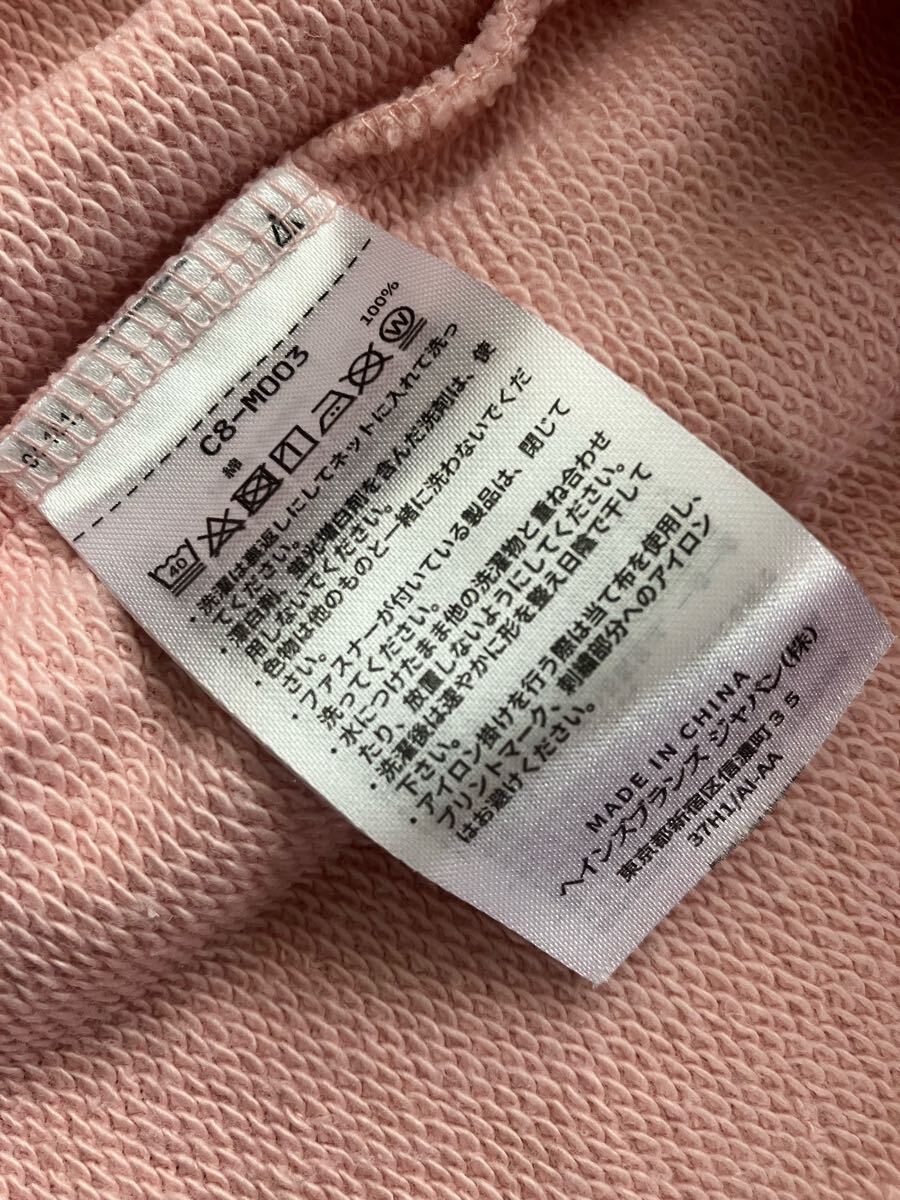 C8-M003
綿 100%
40
・洗濯は裏返しにしてネットに入れて洗っ
てください。
・漂白剤、蛍光増白剤を含んだ洗剤は、使
用しないでください。
・色物は他のものと一緒に洗わないでくだ
さい。
・ファスナーが付いている製品は、閉じて
洗ってください。
・水につけたまま他の洗濯物と重ね合わせ
たり、放置しないようにしてください。
・洗濯後は速やかに形を整え日陰で干して
下さい。
・アイロン掛けを行う際は当て布を使用し、
プリントマーク、刺繍部分へのアイロン
はお避けください。
MADE IN CHINA
ヘインズブランズ ジャパン(株)
東京都新宿区信濃町35
37H1/AI-AA